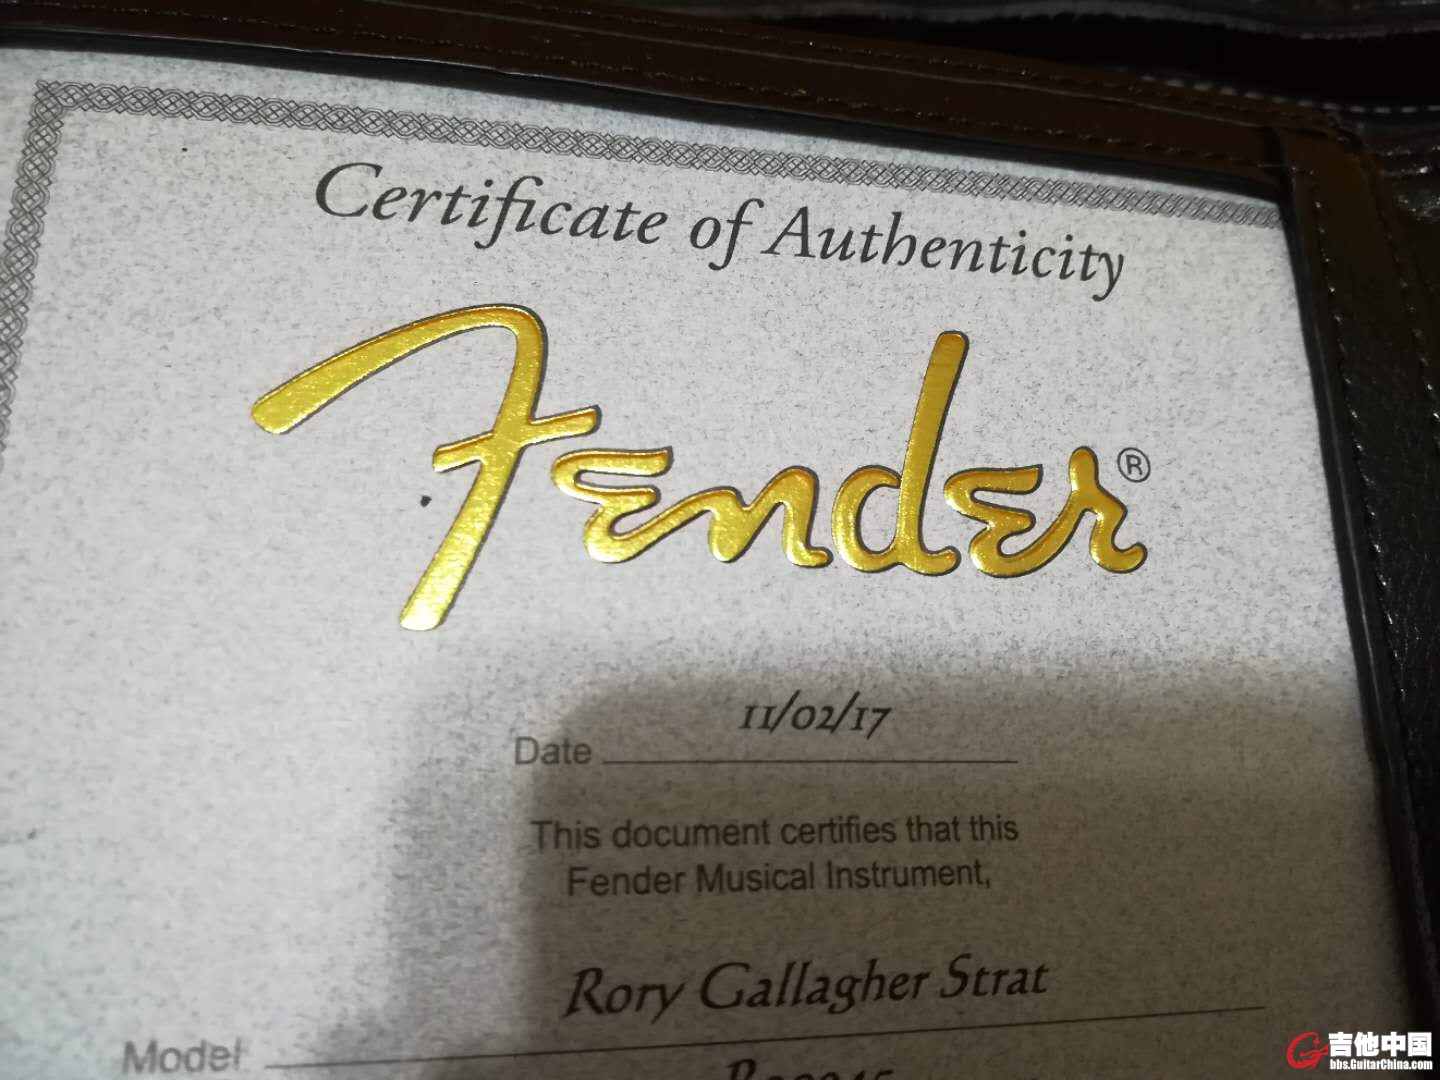 Certificate of Authenticity
Fender®
Date 11/02/17
This document certifies that this
Fender Musical Instrument,
Rory Gallagher Strat
Model
吉他中国
bbs.GuitarChina.com